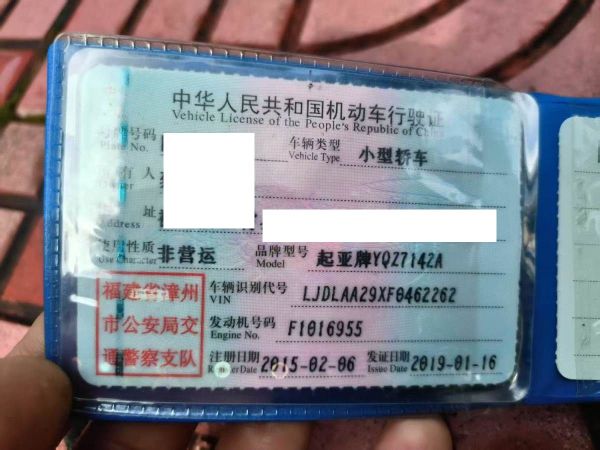 中华人民共和国机动车行驶证
Vehicle License of the People's Republic of China
号牌号码 车辆类型 小型轿车
Plate No. Vehicle Type
所有人
Owner
住址
Address
使用性质 非营运 品牌型号 起亚牌YQZ7142A
Use Character Model
福建省漳州 车辆识别代号 LJDLAA29XF0462262
VIN
市公安局交 发动机号码 F1016955
Engine No.
通警察支队 注册日期 2015-02-06 发证日期 2019-01-16
Register Date Issue Date